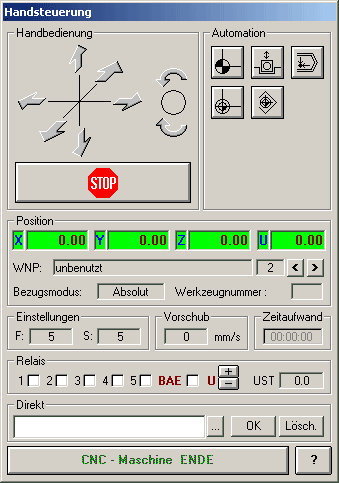 Handsteuerung
Handbedienung Automation
STOP
Position
X 0.00 Y 0.00 Z 0.00 U 0.00
WNP: unbenutzt 2 < >
Bezugsmodus: Absolut Werkzeugnummer :
Einstellungen Vorschub Zeitaufwand
F: 5 S: 5 0 mm/s 00:00:00
Relais
1 2 3 4 5 BAE U + − UST 0.0
Direkt
... OK Lösch.
CNC - Maschine ENDE ?